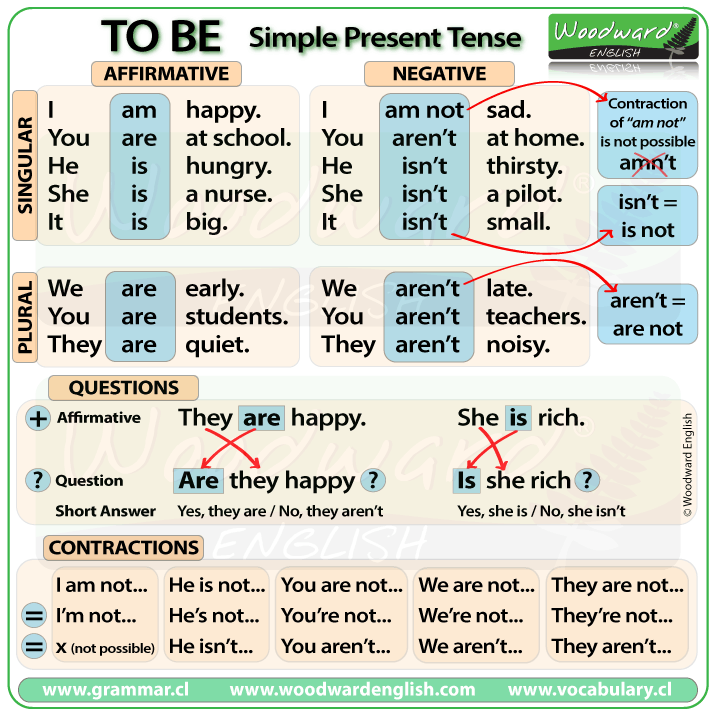 TO BE Simple Present Tense
Woodward®
ENGLISH
AFFIRMATIVE
NEGATIVE
SINGULAR
I am happy.
You are at school.
He is hungry.
She is a nurse.
It is big.
I am not sad.
You aren't at home.
He isn't thirsty.
She isn't a pilot.
It isn't small.
Contraction
of "am not"
is not possible
amn't
isn't =
is not
PLURAL
We are early.
You are students.
They are quiet.
We aren't late.
You aren't teachers.
They aren't noisy.
aren't =
are not
QUESTIONS
+ Affirmative They are happy. She is rich.
? Question Are they happy ? Is she rich ?
Short Answer Yes, they are / No, they aren't Yes, she is / No, she isn't
© Woodward English
CONTRACTIONS
I am not... He is not... You are not... We are not... They are not...
= I'm not... He's not... You're not... We're not... They're not...
= x (not possible) He isn't... You aren't... We aren't... They aren't...
www.grammar.cl www.woodwardenglish.com www.vocabulary.cl